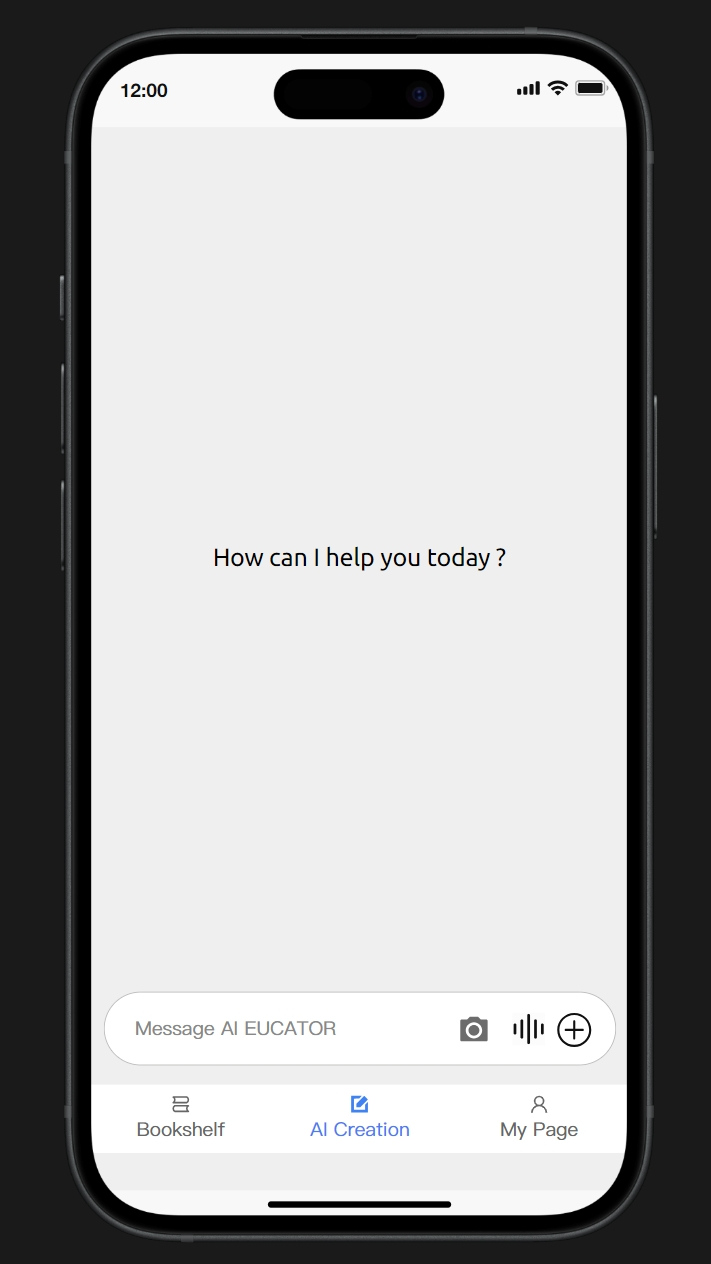 12:00
How can I help you today ?
Message AI EUCATOR
Bookshelf
AI Creation
My Page